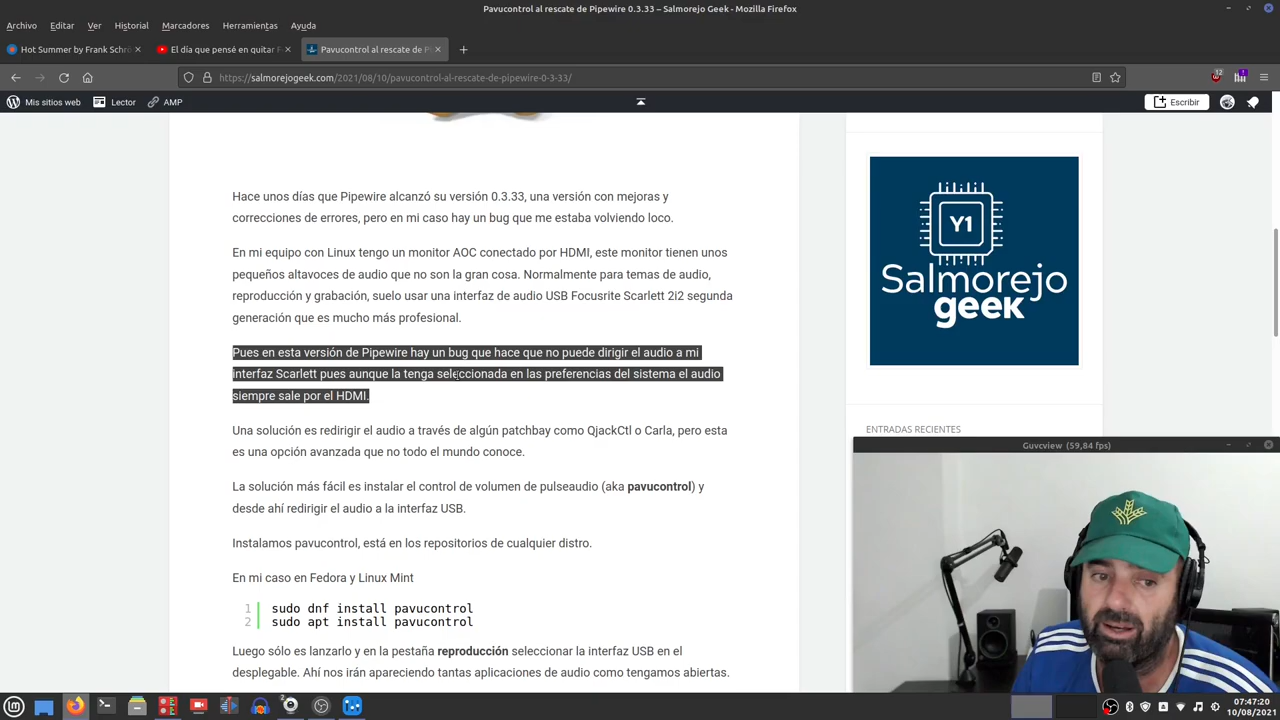 Pavucontrol al rescate de Pipewire 0.3.33 – Salmorejo Geek - Mozilla Firefox
Archivo Editar Ver Historial Marcadores Herramientas Ayuda
Hot Summer by Frank Schrö
El día que pensé en quitar F
Pavucontrol al rescate de Pi
https://salmorejogeek.com/2021/08/10/pavucontrol-al-rescate-de-pipewire-0-3-33/
Mis sitios web Lector AMP Escribir
Hace unos días que Pipewire alcanzó su versión 0.3.33, una versión con mejoras y
correcciones de errores, pero en mi caso hay un bug que me estaba volviendo loco.
En mi equipo con Linux tengo un monitor AOC conectado por HDMI, este monitor tienen unos
pequeños altavoces de audio que no son la gran cosa. Normalmente para temas de audio,
reproducción y grabación, suelo usar una interfaz de audio USB Focusrite Scarlett 2i2 segunda
generación que es mucho más profesional.
Pues en esta versión de Pipewire hay un bug que hace que no puede dirigir el audio a mi
interfaz Scarlett pues aunque la tenga seleccionada en las preferencias del sistema el audio
siempre sale por el HDMI.
Una solución es redirigir el audio a través de algún patchbay como QjackCtl o Carla, pero esta
es una opción avanzada que no todo el mundo conoce.
La solución más fácil es instalar el control de volumen de pulseaudio (aka pavucontrol) y
desde ahí redirigir el audio a la interfaz USB.
Instalamos pavucontrol, está en los repositorios de cualquier distro.
En mi caso en Fedora y Linux Mint
1 sudo dnf install pavucontrol
2 sudo apt install pavucontrol
Luego sólo es lanzarlo y en la pestaña reproducción seleccionar la interfaz USB en el
desplegable. Ahí nos irán apareciendo tantas aplicaciones de audio como tengamos abiertas.
Y1
Salmorejo
geek
ENTRADAS RECIENTES
Guvcview (59,84 fps)
07:47:20
10/08/2021